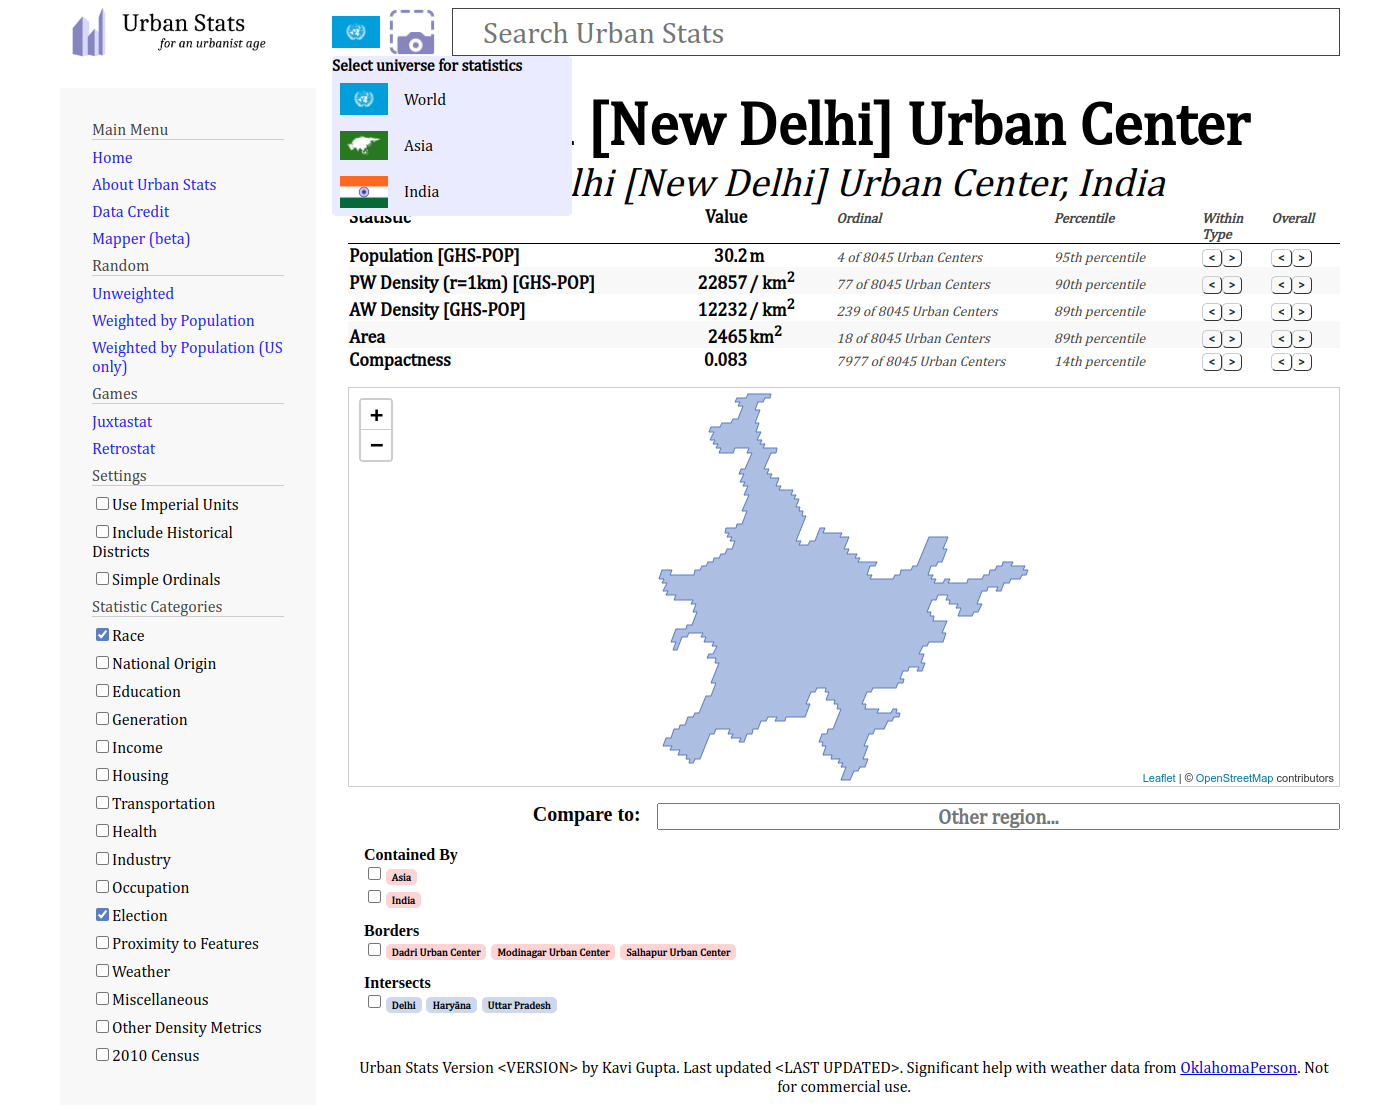 Urban Stats
for an urbanist age
Search Urban Stats
Select universe for statistics
World
Asia
India
[New Delhi] Urban Center
lhi [New Delhi] Urban Center, India
Main Menu
Home
About Urban Stats
Data Credit
Mapper (beta)
Random
Unweighted
Weighted by Population
Weighted by Population (US
only)
Games
Juxtastat
Retrostat
Settings
Use Imperial Units
Include Historical
Districts
Simple Ordinals
Statistic Categories
Race
National Origin
Education
Generation
Income
Housing
Transportation
Health
Industry
Occupation
Election
Proximity to Features
Weather
Miscellaneous
Other Density Metrics
2010 Census
Statistic Value Ordinal Percentile Within Type Overall
Population [GHS-POP] 30.2 m 4 of 8045 Urban Centers 95th percentile < > < >
PW Density (r=1km) [GHS-POP] 22857 / km² 77 of 8045 Urban Centers 90th percentile < > < >
AW Density [GHS-POP] 12232 / km² 239 of 8045 Urban Centers 89th percentile < > < >
Area 2465 km² 18 of 8045 Urban Centers 89th percentile < > < >
Compactness 0.083 7977 of 8045 Urban Centers 14th percentile < > < >
+
−
Leaflet | © OpenStreetMap contributors
Compare to: Other region...
Contained By
Asia
India
Borders
Dadri Urban Center Modinagar Urban Center Salhapur Urban Center
Intersects
Delhi Haryāna Uttar Pradesh
Urban Stats Version <VERSION> by Kavi Gupta. Last updated <LAST UPDATED>. Significant help with weather data from OklahomaPerson. Not
for commercial use.